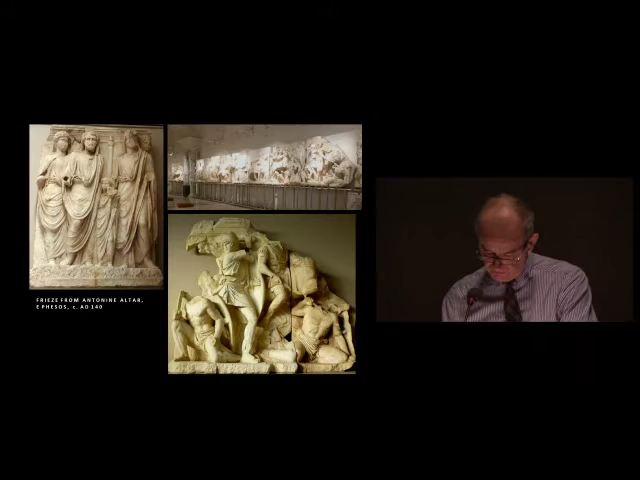 FRIEZE FROM ANTONINE ALTAR,
EPHESOS, c. AD 140